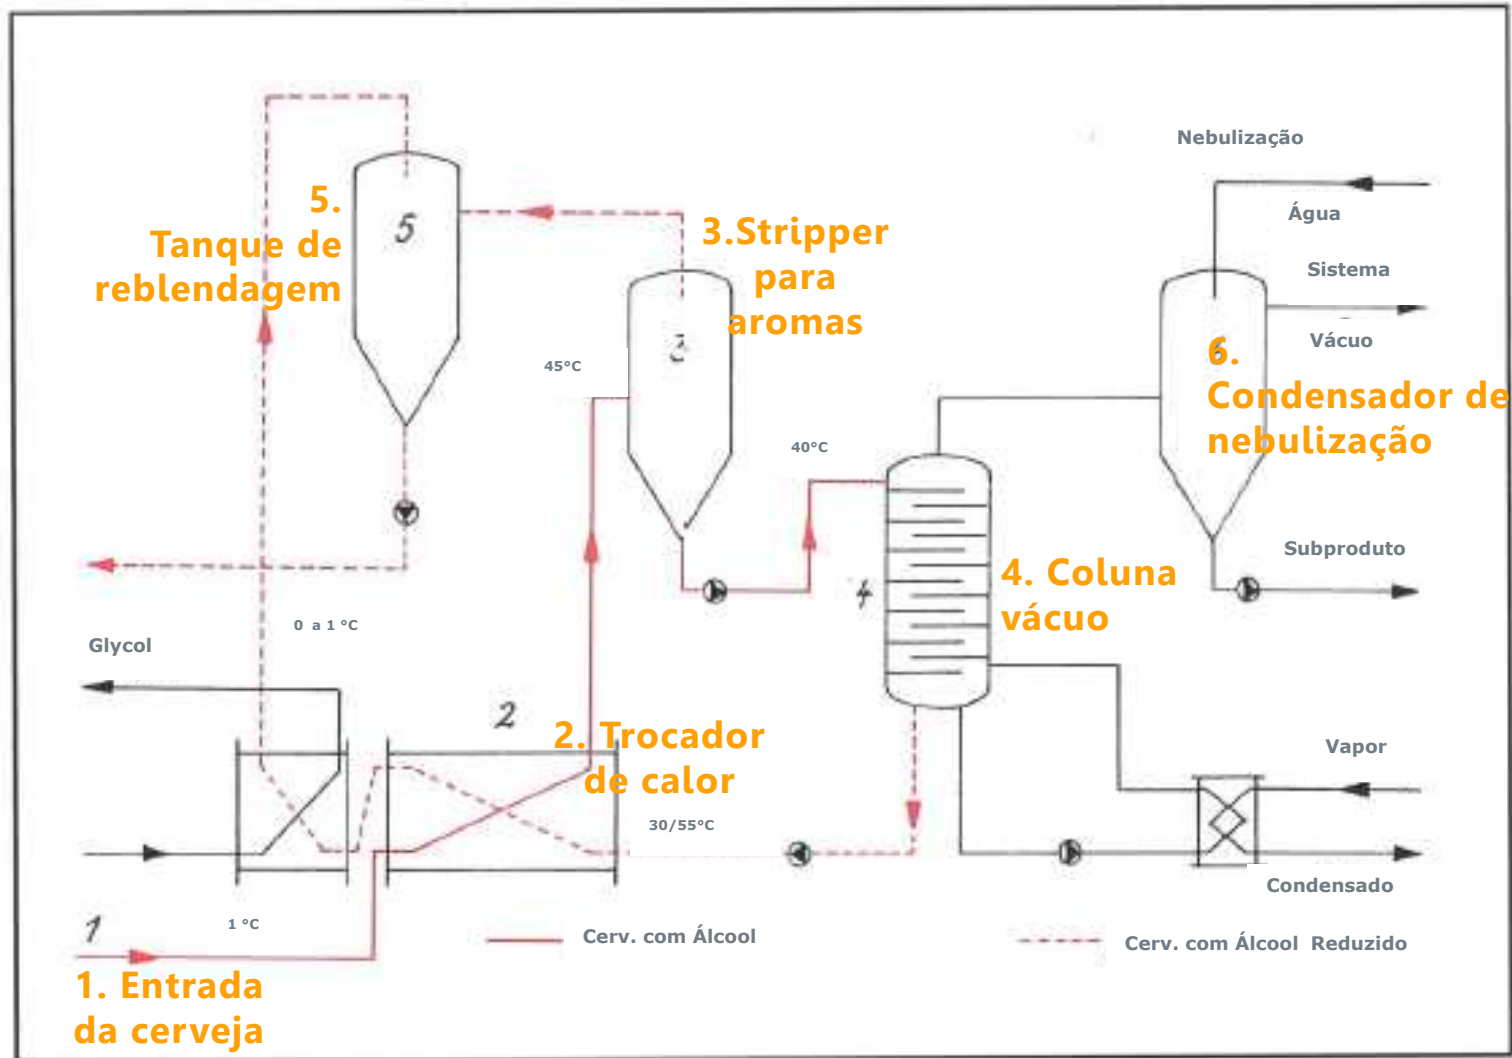 Nebulização
Água
Sistema
Vácuo
5.
Tanque de
reblendagem
5
3.Stripper
para
aromas
3
45°C
6.
Condensador de
nebulização
40°C
Subproduto
4. Coluna
vácuo
4
0 a 1 °C
Glycol
2
2. Trocador
de calor
Vapor
30/55°C
Condensado
1
1 °C
Cerv. com Álcool
Cerv. com Álcool Reduzido
1. Entrada
da cerveja